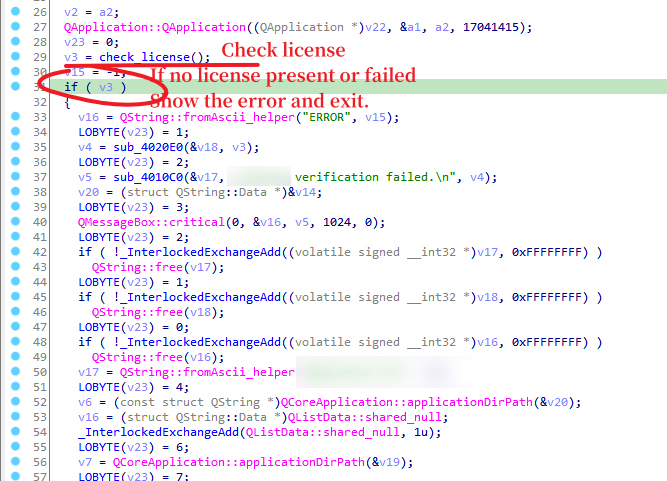 26 v2 = a2;
27 QApplication::QApplication((QApplication *)v22, &a1, a2, 17041415);
28 v23 = 0;
29 v3 = check_license();
Check license
30 v15 = -1;
If no license present or failed
31 if ( v3 )
Show the error and exit.
32 {
33 v16 = QString::fromAscii_helper("ERROR", v15);
34 LOBYTE(v23) = 1;
35 v4 = sub_4020E0(&v18, v3);
36 LOBYTE(v23) = 2;
37 v5 = sub_4010C0(&v17, verification failed.\n", v4);
38 v20 = (struct QString::Data *)&v14;
39 LOBYTE(v23) = 3;
40 QMessageBox::critical(0, &v16, v5, 1024, 0);
41 LOBYTE(v23) = 2;
42 if ( !_InterlockedExchangeAdd((volatile signed __int32 *)v17, 0xFFFFFFFF) )
43 QString::free(v17);
44 LOBYTE(v23) = 1;
45 if ( !_InterlockedExchangeAdd((volatile signed __int32 *)v18, 0xFFFFFFFF) )
46 QString::free(v18);
47 LOBYTE(v23) = 0;
48 if ( !_InterlockedExchangeAdd((volatile signed __int32 *)v16, 0xFFFFFFFF) )
49 QString::free(v16);
50 v17 = QString::fromAscii_helper
51 LOBYTE(v23) = 4;
52 v6 = (const struct QString *)QCoreApplication::applicationDirPath(&v20);
53 v16 = (struct QString::Data *)QListData::shared_null;
54 _InterlockedExchangeAdd(QListData::shared_null, 1u);
55 LOBYTE(v23) = 6;
56 v7 = QCoreApplication::applicationDirPath(&v19);
57 LOBYTE(v23) = 7;